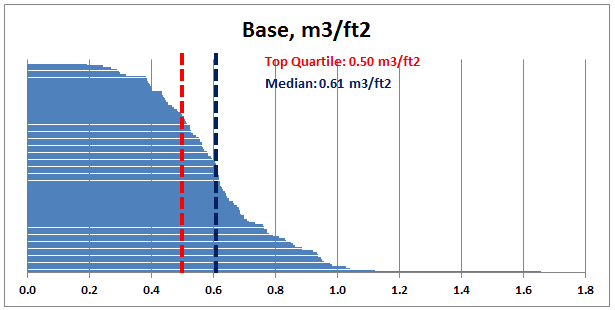 Base, m3/ft2
Top Quartile: 0.50 m3/ft2
Median: 0.61 m3/ft2
0.0 0.2 0.4 0.6 0.8 1.0 1.2 1.4 1.6 1.8